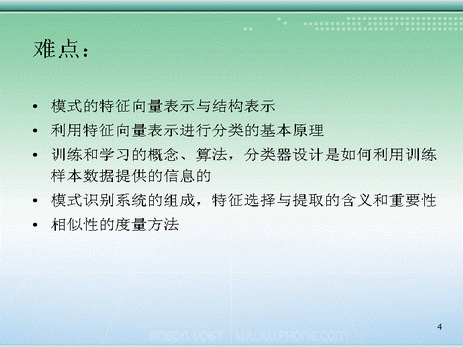 难点：
• 模式的特征向量表示与结构表示
• 利用特征向量表示进行分类的基本原理
• 训练和学习的概念、算法，分类器设计是如何利用训练
样本数据提供的信息的
• 模式识别系统的组成，特征选择与提取的含义和重要性
• 相似性的度量方法
4